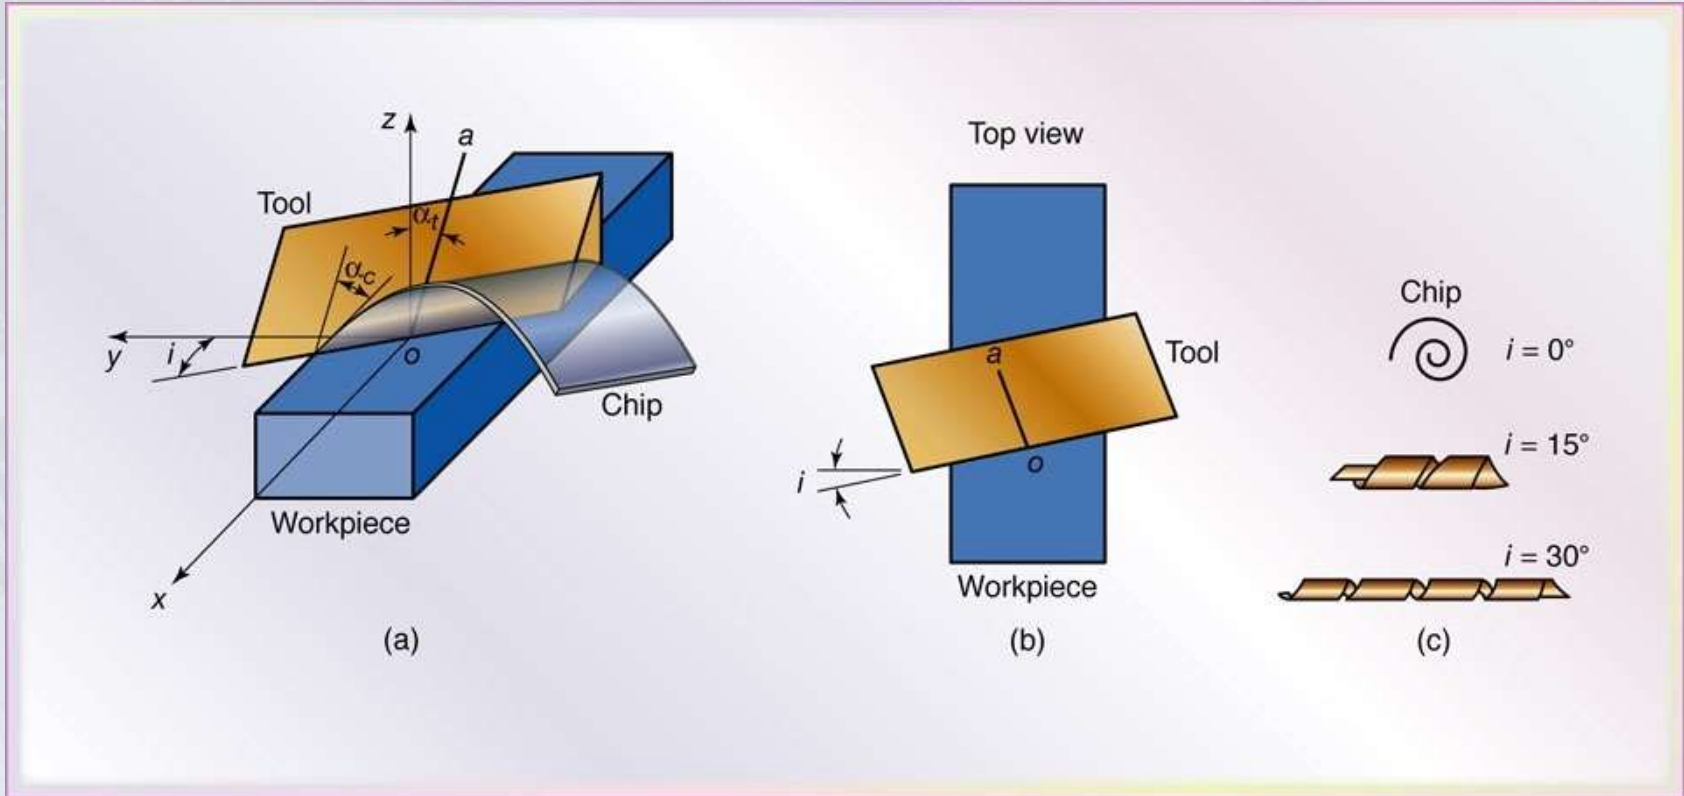 z
a
Tool
αt
αc
y
i
o
Chip
Workpiece
x
(a)
Top view
a
Tool
o
i
Workpiece
(b)
Chip
i = 0°
i = 15°
i = 30°
(c)